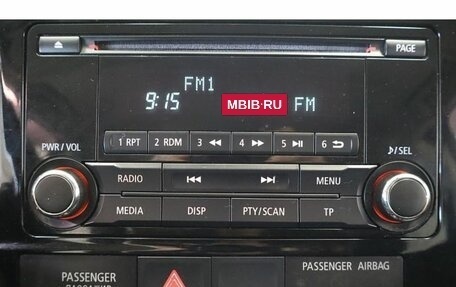 PAGE
FM1
9:15
MBIB.RU
FM
1 RPT 2 RDM 3 4 5 6
PWR / VOL
/SEL
RADIO
MENU
MEDIA
DISP
PTY/SCAN
TP
PASSENGER
PASSENGER AIRBAG